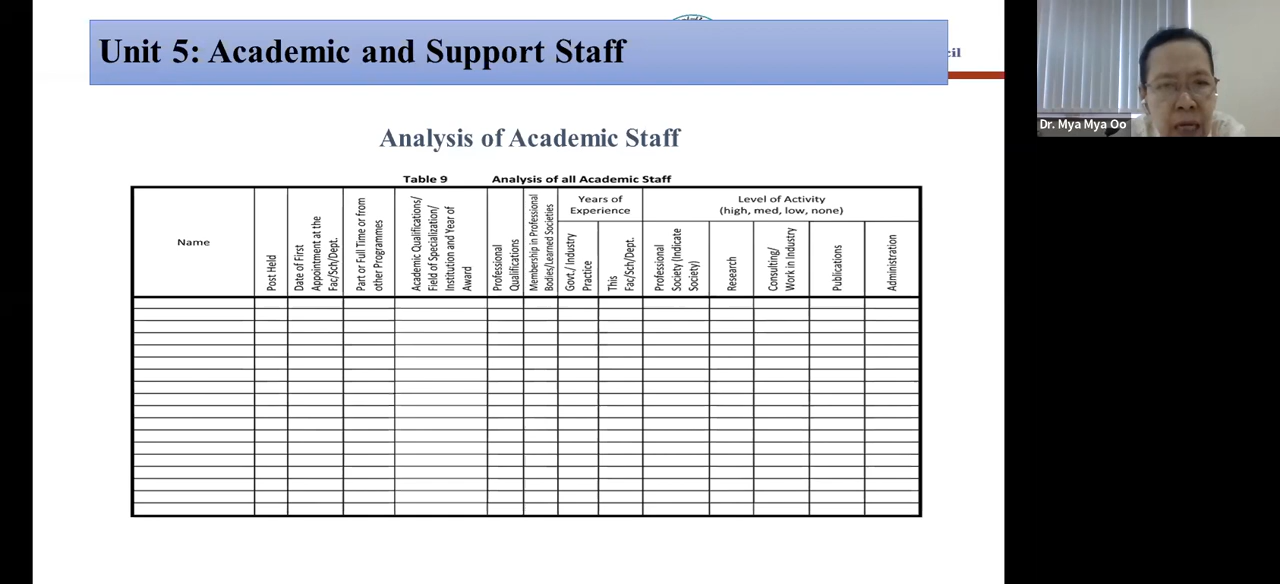 Unit 5: Academic and Support Staff
cil
Dr. Mya Mya Oo
Analysis of Academic Staff
Table 9 Analysis of all Academic Staff
Name
Post Held
Date of First
Appointment at the
Fac/Sch/Dept.
Part or Full Time or from
other Programmes
Academic Qualifications/
Field of Specialization/
Institution and Year of
Award
Professional
Qualifications
Membership in Professional
Bodies/Learned Societies
Years of
Experience
Govt./ Industry
Practice
This
Fac/Sch/Dept.
Level of Activity
(high, med, low, none)
Professional
Society (Indicate
Society)
Research
Consulting/
Work in Industry
Publications
Administration